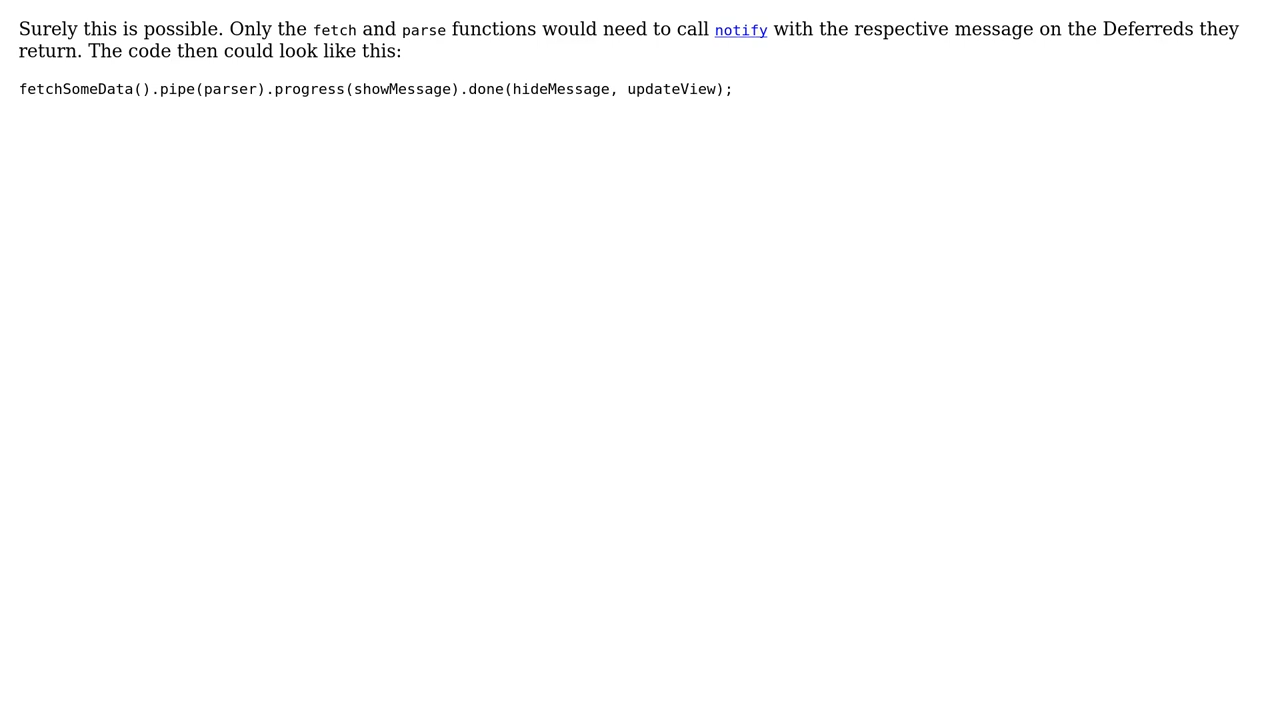 Surely this is possible. Only the fetch and parse functions would need to call notify with the respective message on the Deferreds they
return. The code then could look like this:
fetchSomeData().pipe(parser).progress(showMessage).done(hideMessage, updateView);